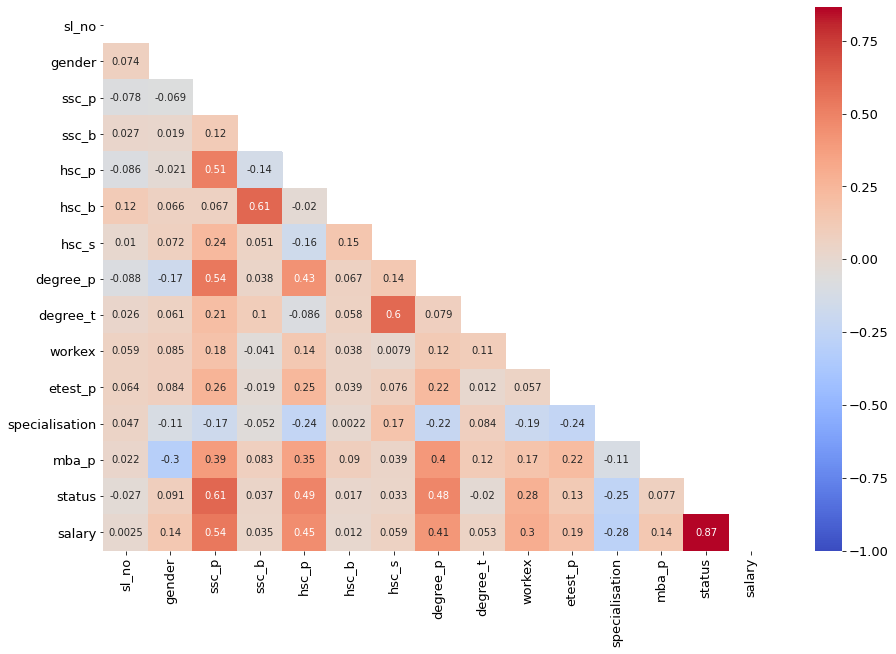 sl_no
gender 0.074
ssc_p -0.078 -0.069
ssc_b 0.027 0.019 0.12
hsc_p -0.086 -0.021 0.51 -0.14
hsc_b 0.12 0.066 0.067 0.61 -0.02
hsc_s 0.01 0.072 0.24 0.051 -0.16 0.15
degree_p -0.088 -0.17 0.54 0.038 0.43 0.067 0.14
degree_t 0.026 0.061 0.21 0.1 -0.086 0.058 0.6 0.079
workex 0.059 0.085 0.18 -0.041 0.14 0.038 0.0079 0.12 0.11
etest_p 0.064 0.084 0.26 -0.019 0.25 0.039 0.076 0.22 0.012 0.057
specialisation 0.047 -0.11 -0.17 -0.052 -0.24 0.0022 0.17 -0.22 0.084 -0.19 -0.24
mba_p 0.022 -0.3 0.39 0.083 0.35 0.09 0.039 0.4 0.12 0.17 0.22 -0.11
status -0.027 0.091 0.61 0.037 0.49 0.017 0.033 0.48 -0.02 0.28 0.13 -0.25 0.077
salary 0.0025 0.14 0.54 0.035 0.45 0.012 0.059 0.41 0.053 0.3 0.19 -0.28 0.14 0.87
sl_no gender ssc_p ssc_b hsc_p hsc_b hsc_s degree_p degree_t workex etest_p specialisation mba_p status salary
0.75
0.50
0.25
0.00
−0.25
−0.50
−0.75
−1.00